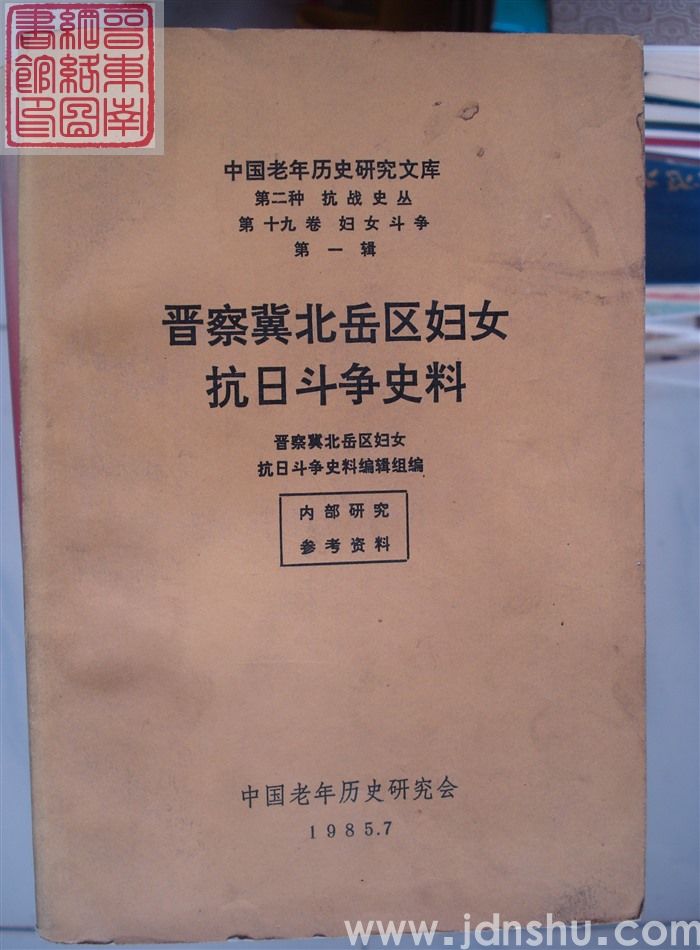 晋东南
網絡圖
書館印
中国老年历史研究文库
第二种 抗战史丛
第十九卷 妇女斗争
第一辑
晋察冀北岳区妇女
抗日斗争史料
晋察冀北岳区妇女
抗日斗争史料编辑组编
内部研究
参考资料
中国老年历史研究会
1985.7
www.jdnshu.com